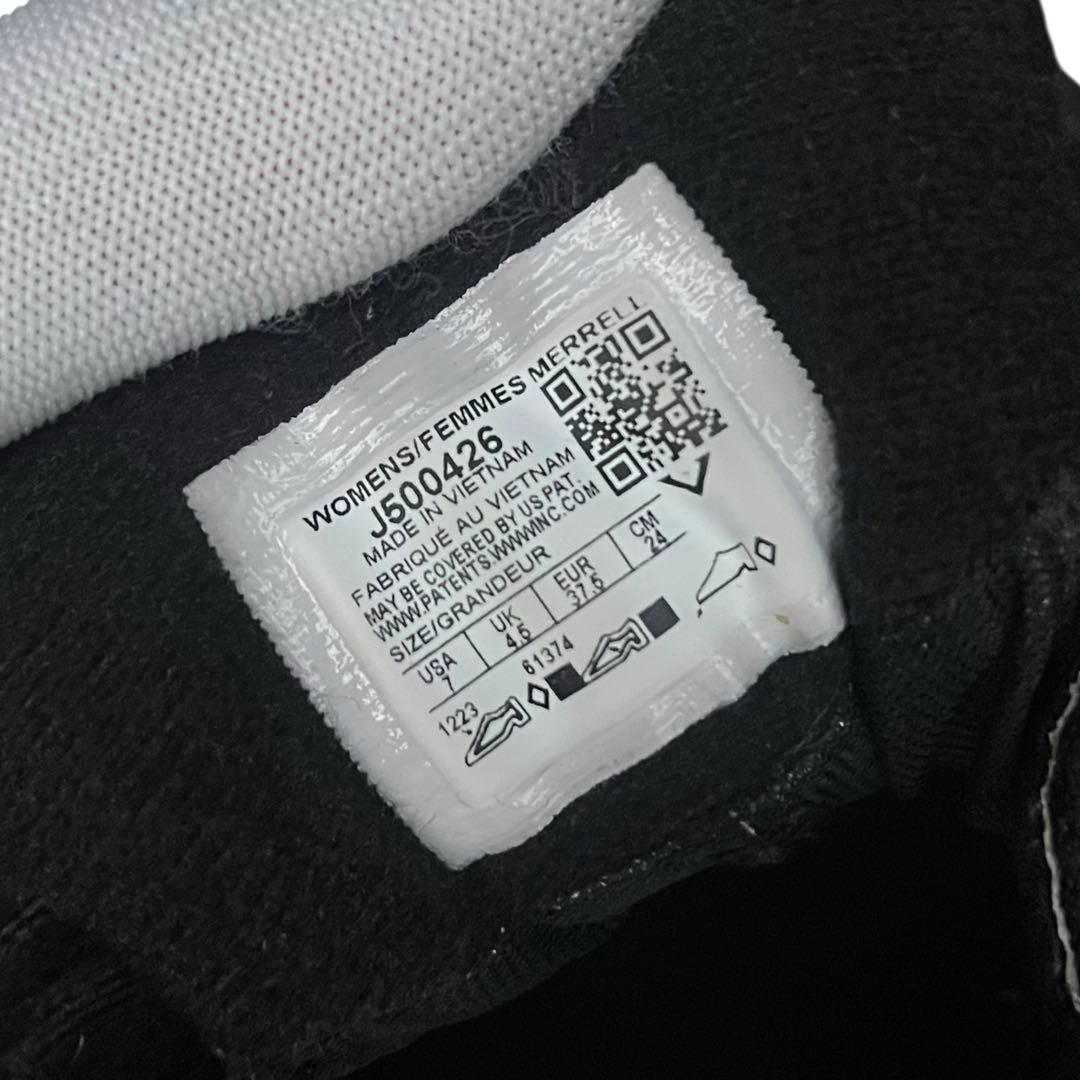 WOMENS/FEMMES MERRELL
J500426
MADE IN VIETNAM
FABRIQUÉ AU VIETNAM
MAY BE COVERED BY US PAT.
WWW.PATENTS.WWWINC.COM
SIZE/GRANDEUR
USA UK EUR CM
7 4.5 37.5 24
1223 61374